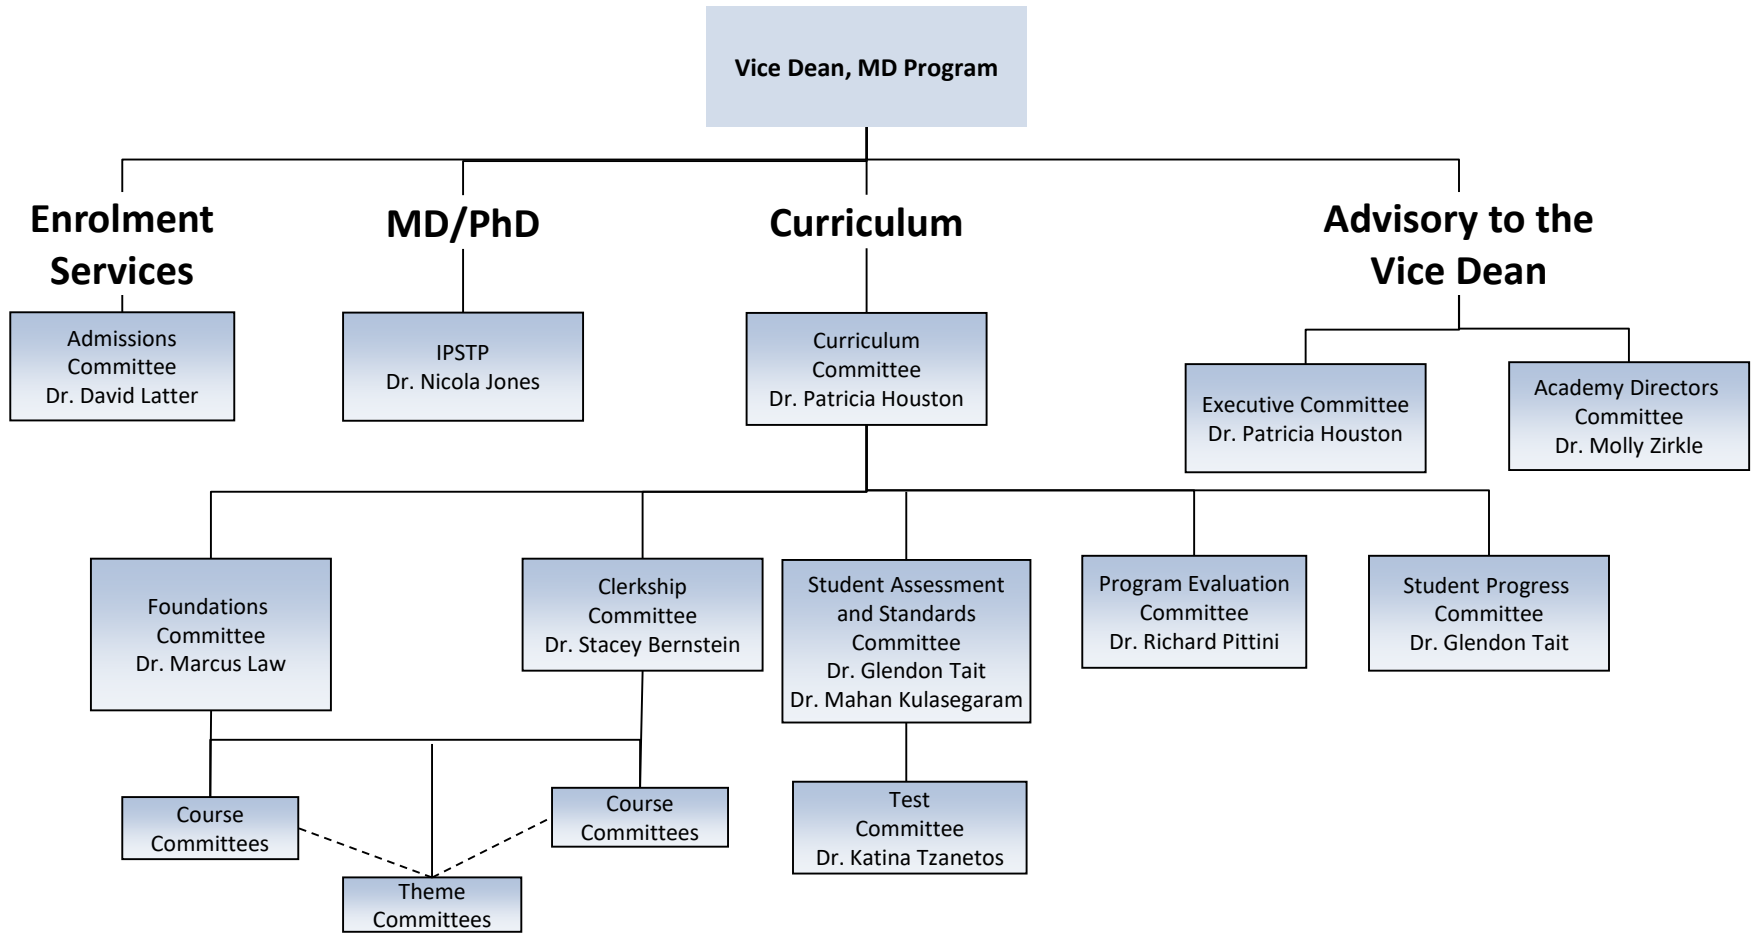 Vice Dean, MD Program
Enrolment
Services
MD/PhD
Curriculum
Advisory to the
Vice Dean
Admissions
Committee
Dr. David Latter
IPSTP
Dr. Nicola Jones
Curriculum
Committee
Dr. Patricia Houston
Executive Committee
Dr. Patricia Houston
Academy Directors
Committee
Dr. Molly Zirkle
Foundations
Committee
Dr. Marcus Law
Clerkship
Committee
Dr. Stacey Bernstein
Student Assessment
and Standards
Committee
Dr. Glendon Tait
Dr. Mahan Kulasegaram
Program Evaluation
Committee
Dr. Richard Pittini
Student Progress
Committee
Dr. Glendon Tait
Course
Committees
Course
Committees
Test
Committee
Dr. Katina Tzanetos
Theme
Committees